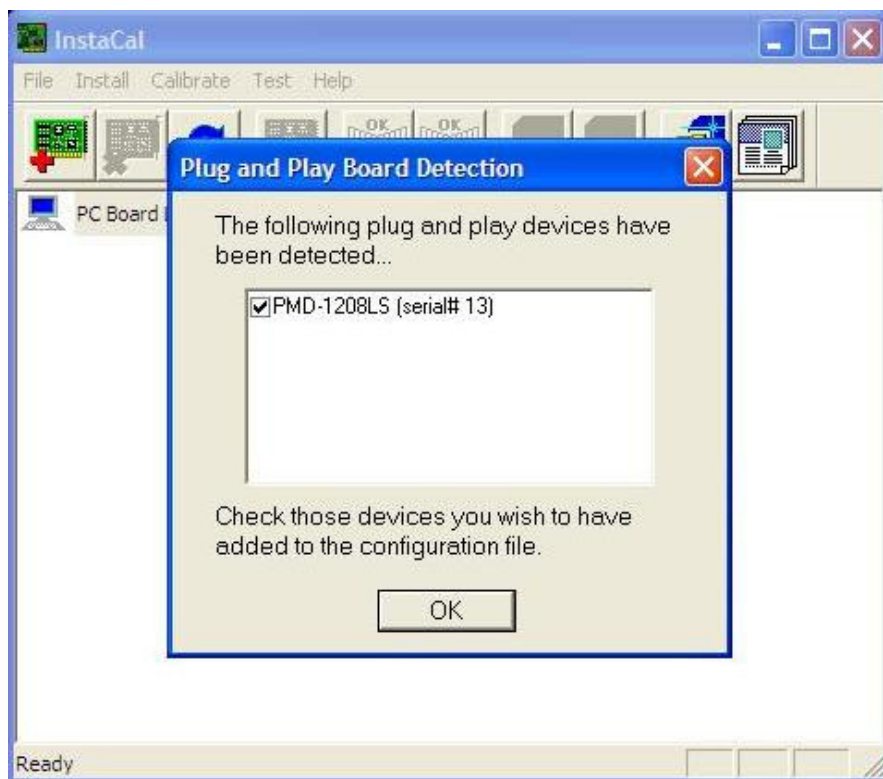 InstaCal
File Install Calibrate Test Help
OK OK
Plug and Play Board Detection
PC Board
The following plug and play devices have
been detected...
PMD-1208LS (serial# 13)
Check those devices you wish to have
added to the configuration file.
OK
Ready